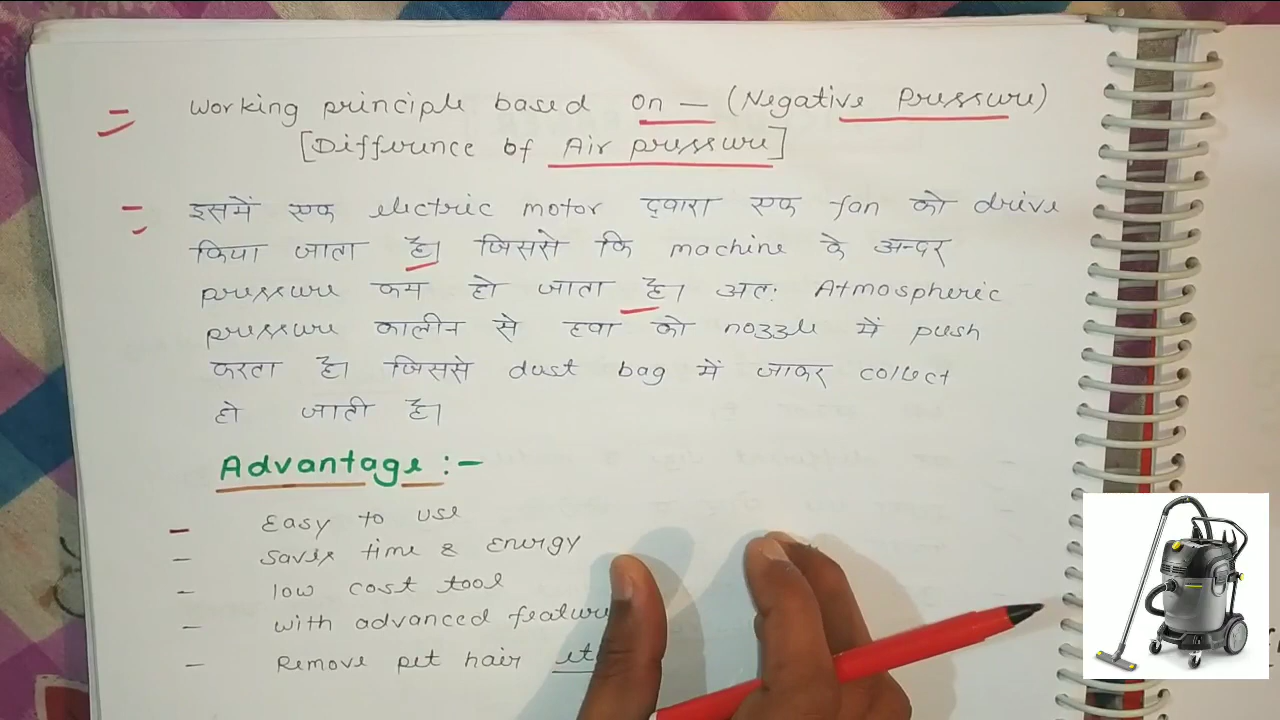 Working principle based on — (Negative Pressure)
[Difference of Air pressure]
इसमें एक electric motor द्वारा एक fan को drive
किया जाता है। जिससे कि machine के अन्दर
pressure कम हो जाता है। अतः Atmospheric
pressure कालीन से हवा को nozzle में push
करता है। जिससे dust bag में जाकर collect
हो जाती है।
Advantage :-
- Easy to use
- Saves time & Energy
- low cost tool
- with advanced feature
- Remove pet hair